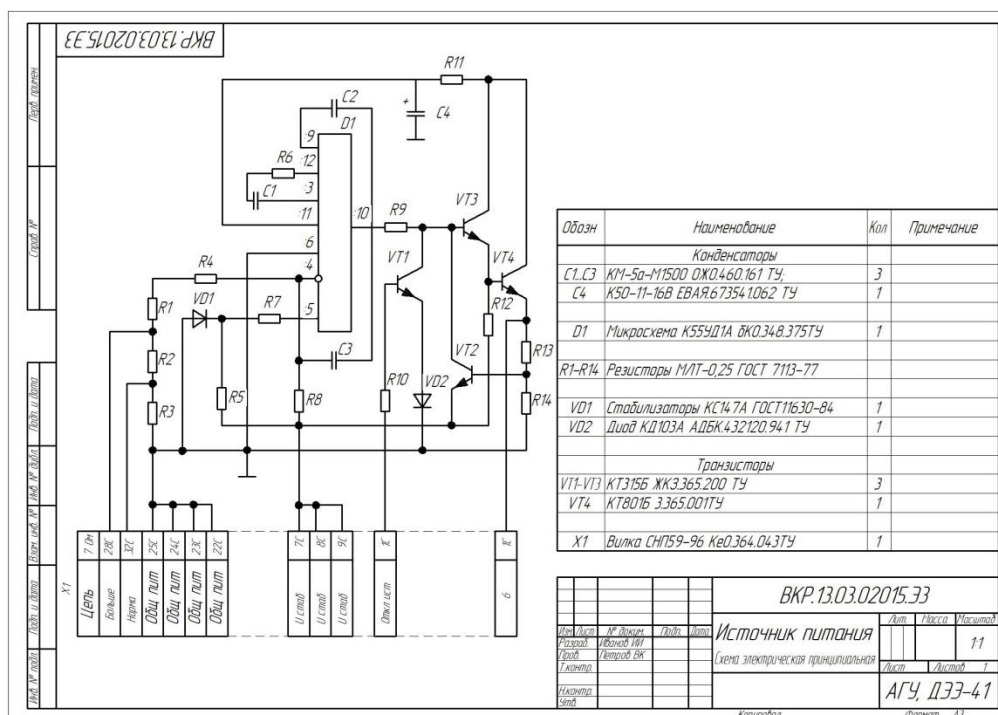 ВКР.13.03.02015.ЭЗ
Перв. примен.
Справ. №
Подп. и дата
Инв. № дубл.
Взам. инв. №
Подп. и дата
Инв. № подл.
R11
C2
+
C4
D1
:9
R6
:12
:3
C1
:11
:10
R9
VT3
:6
:4
VT1
VT4
R4
R12
R1
VD1
R7
:5
R2
C3
VT2
R13
R10
VD2
R3
R5
R8
R14
X1
Цепь
7 Ом
Больше
28С
Норма
32С
Общ. пит
25С
Общ. пит
24С
Общ. пит
23С
Общ. пит
22С
U стаб
7С
U стаб
8С
U стаб
9С
Откл ист
1С
6
1С
Обозн
Наименование
Кол
Примечание
Конденсаторы
С1..С3 КМ-5а-М1500 ОЖ0.460.161 ТУ; 3
С4 К50-11-16В ЕВАЯ.673541.062 ТУ 1
D1 Микросхема К55УД1А бК0.348.375ТУ 1
R1-R14 Резисторы МЛТ-0,25 ГОСТ 7113-77
VD1 Стабилизаторы КС147А ГОСТ11630-84 1
VD2 Диод КД103А АДБК.432120.941 ТУ 1
Транзисторы
VT1-VT3 КТ315Б ЖК3.365.200 ТУ 3
VT4 КТ801Б 3.365.001ТУ 1
X1 Вилка СНП59-96 Ке0.364.043ТУ 1
ВКР.13.03.02015.ЭЗ
Изм. Лист № докум. Подп. Дата
Разраб. Иванов ИИ
Пров. Петров ВК
Т.контр.
Н.контр.
Утв.
Источник питания
Схема электрическая принципиальная
Лит. Масса Масштаб
1:1
Лист Листов 1
АГУ, ДЭЭ-41
Копировал
Формат А3